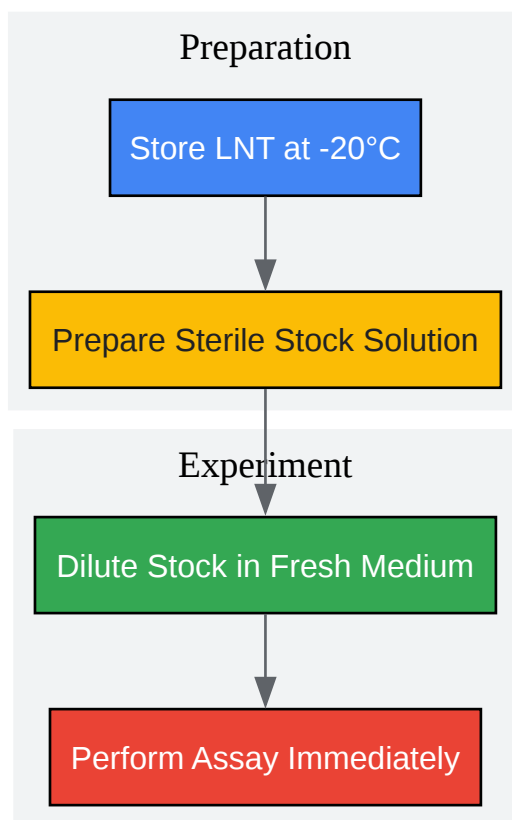 Preparation
Store LNT at -20°C
Prepare Sterile Stock Solution
Experiment
Dilute Stock in Fresh Medium
Perform Assay Immediately